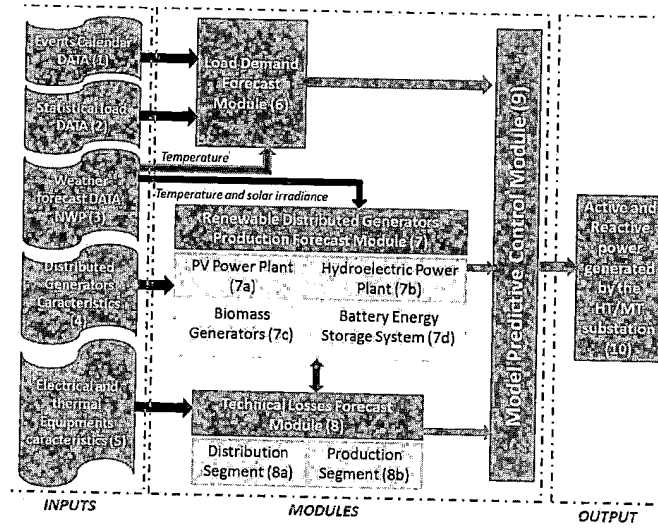 Events Calendar
DATA (1)
Statistical load
DATA (2)
Weather
forecast DATA
NWP (3)
Distributed
Generators
Caracteristics (4)
Electrical and
thermal
Equipments
caracteristics (5)
INPUTS
Load Demand
Forecast
Module (6)
Temperature
Temperature and solar irradiance
Renewable Distributed Generators
Production Forecast Module (7)
PV Power Plant
(7a)
Hydroelectric Power
Plant (7b)
Biomass
Generators (7c)
Battery Energy
Storage System (7d)
Technical Losses Forecast
Module (8)
Distribution
Segment (8a)
Production
Segment (8b)
Model Predictive Control Module (9)
MODULES
Active and
Reactive
power
generated
by the
HT/MT
substation
(10)
OUTPUT